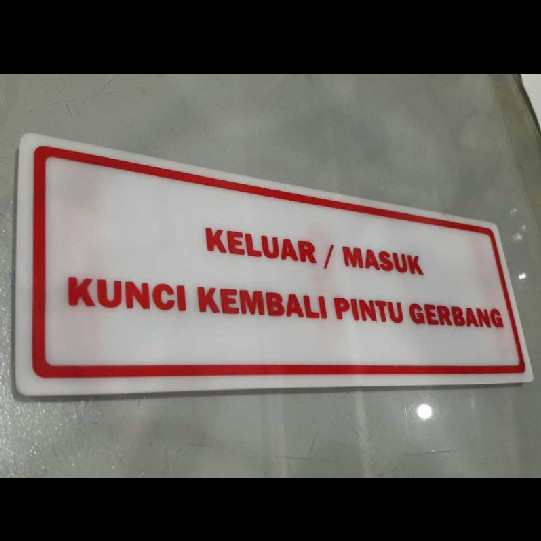 KELUAR / MASUK
KUNCI KEMBALI PINTU GERBANG